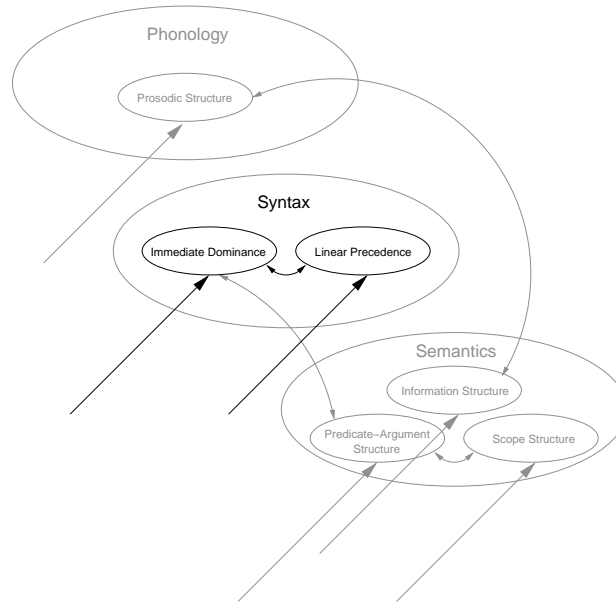 Phonology
Prosodic Structure
Syntax
Immediate Dominance
Linear Precedence
Semantics
Information Structure
Predicate−Argument
Structure
Scope Structure